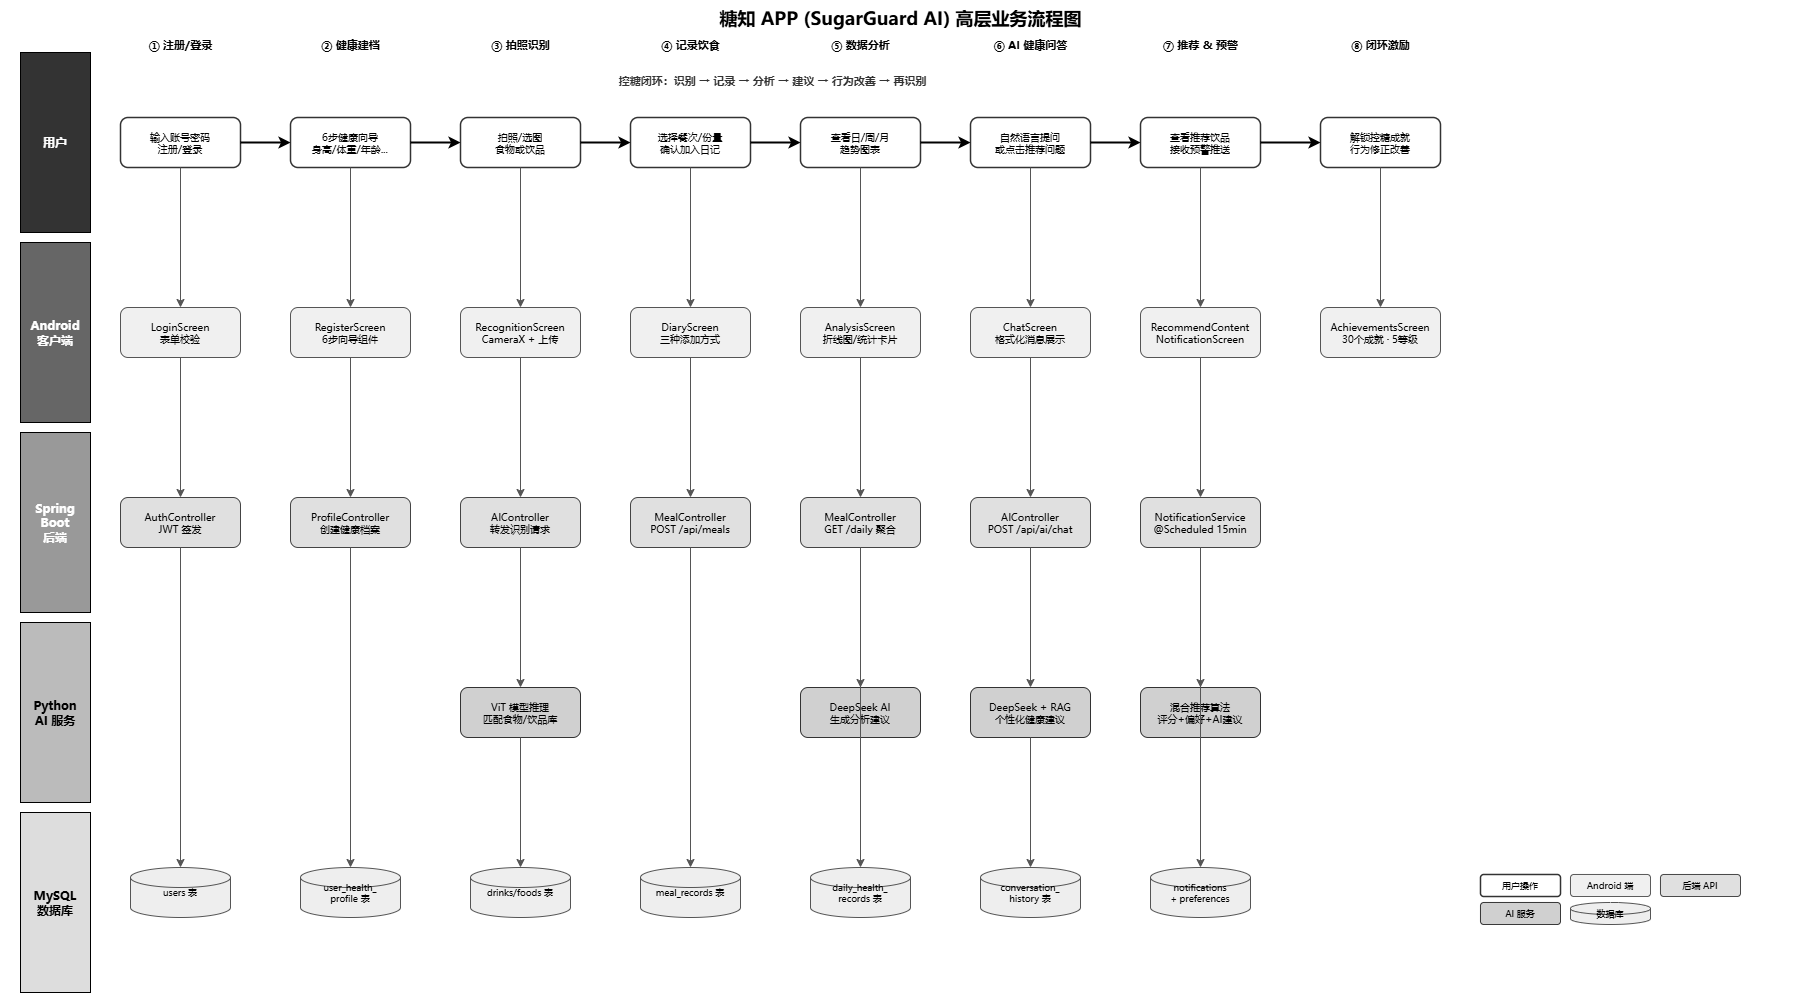 糖知 APP (SugarGuard AI) 高层业务流程图
① 注册/登录
② 健康建档
③ 拍照识别
④ 记录饮食
⑤ 数据分析
⑥ AI 健康问答
⑦ 推荐 & 预警
⑧ 闭环激励
控糖闭环：识别 → 记录 → 分析 → 建议 → 行为改善 → 再识别
用户
输入账号密码
注册/登录
6步健康向导
身高/体重/年龄...
拍照/选图
食物或饮品
选择餐次/份量
确认加入日记
查看日/周/月
趋势图表
自然语言提问
或点击推荐问题
查看推荐饮品
接收预警推送
解锁控糖成就
行为修正改善
Android
客户端
LoginScreen
表单校验
RegisterScreen
6步向导组件
RecognitionScreen
CameraX + 上传
DiaryScreen
三种添加方式
AnalysisScreen
折线图/统计卡片
ChatScreen
格式化消息展示
RecommendContent
NotificationScreen
AchievementsScreen
30个成就 · 5等级
Spring
Boot
后端
AuthController
JWT 签发
ProfileController
创建健康档案
AIController
转发识别请求
MealController
POST /api/meals
MealController
GET /daily 聚合
AIController
POST /api/ai/chat
NotificationService
@Scheduled 15min
Python
AI 服务
ViT 模型推理
匹配食物/饮品库
DeepSeek AI
生成分析建议
DeepSeek + RAG
个性化健康建议
混合推荐算法
评分+偏好+AI建议
MySQL
数据库
users 表
user_health_
profile 表
drinks/foods 表
meal_records 表
daily_health_
records 表
conversation_
history 表
notifications
+ preferences
用户操作
Android 端
后端 API
AI 服务
数据库